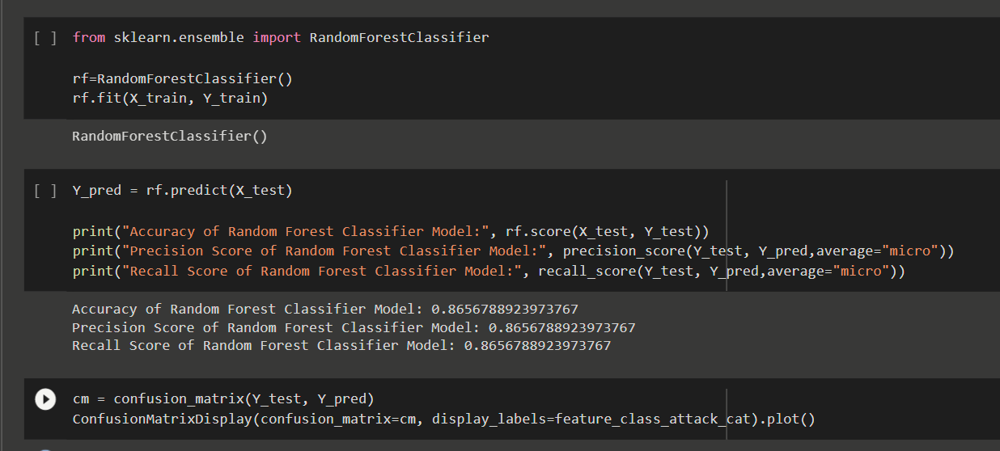 [ ] from sklearn.ensemble import RandomForestClassifier
rf=RandomForestClassifier()
rf.fit(X_train, Y_train)
RandomForestClassifier()
[ ] Y_pred = rf.predict(X_test)
print("Accuracy of Random Forest Classifier Model:", rf.score(X_test, Y_test))
print("Precision Score of Random Forest Classifier Model:", precision_score(Y_test, Y_pred,average="micro"))
print("Recall Score of Random Forest Classifier Model:", recall_score(Y_test, Y_pred,average="micro"))
Accuracy of Random Forest Classifier Model: 0.8656788923973767
Precision Score of Random Forest Classifier Model: 0.8656788923973767
Recall Score of Random Forest Classifier Model: 0.8656788923973767
cm = confusion_matrix(Y_test, Y_pred)
ConfusionMatrixDisplay(confusion_matrix=cm, display_labels=feature_class_attack_cat).plot()